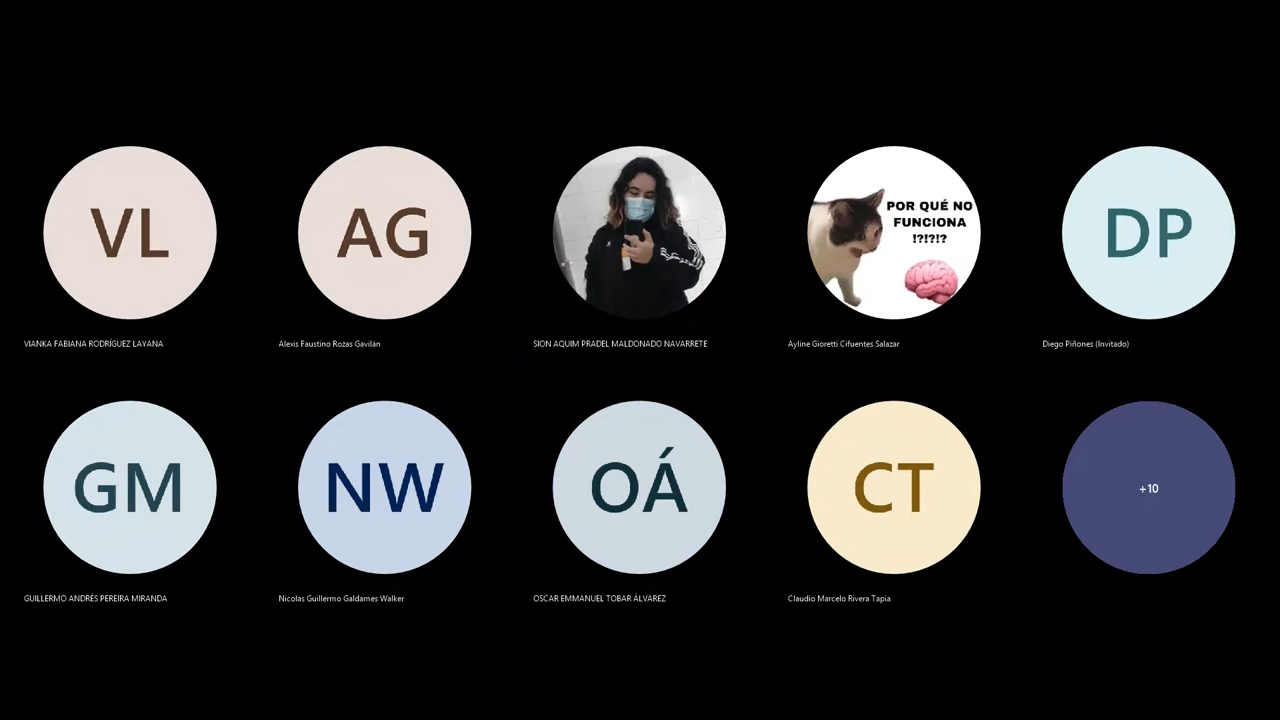 VL
AG
POR QUÉ NO
FUNCIONA
!?!?!?
DP
VIANKA FABIANA RODRÍGUEZ LAYANA
Alexis Faustino Rozas Gavilán
SION AQUIM PRADEL MALDONADO NAVARRETE
Ayline Gioretti Cifuentes Salazar
Diego Piñones (Invitado)
GM
NW
OÁ
CT
+10
GUILLERMO ANDRÉS PEREIRA MIRANDA
Nicolas Guillermo Galdames Walker
OSCAR EMMANUEL TOBAR ÁLVAREZ
Claudio Marcelo Rivera Tapia